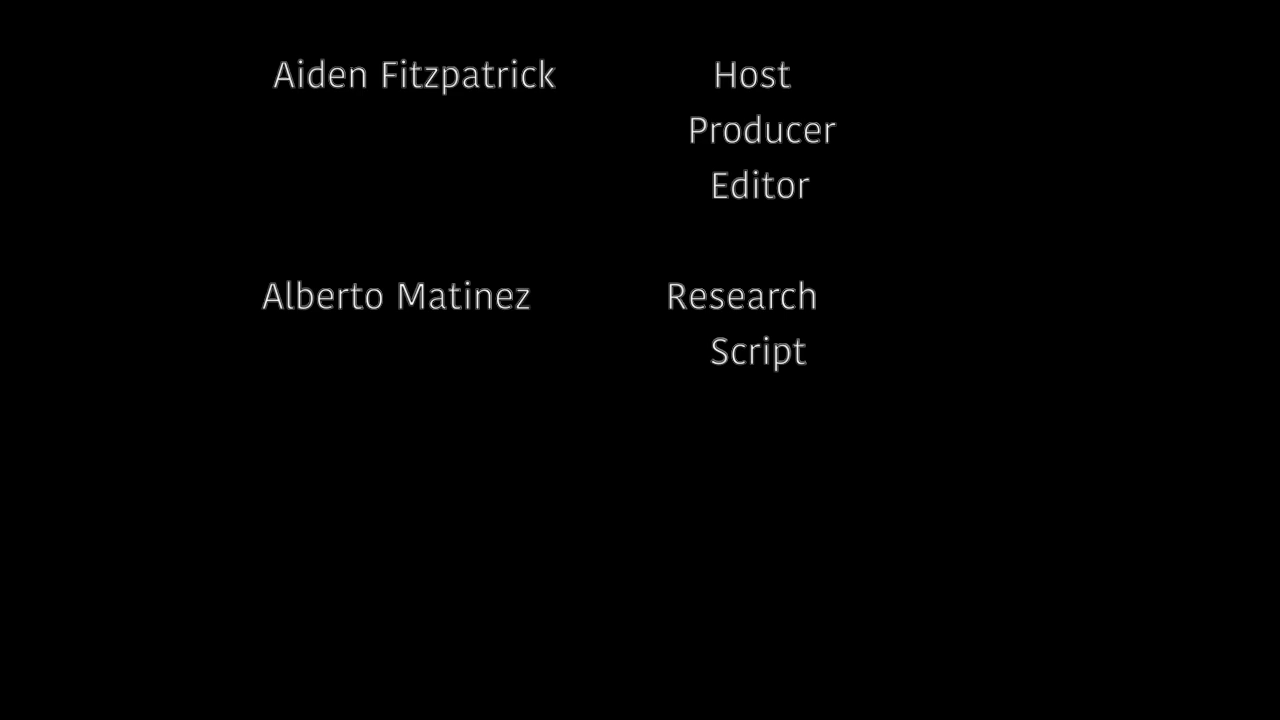 Aiden Fitzpatrick Host
Producer
Editor
Alberto Matinez Research
Script